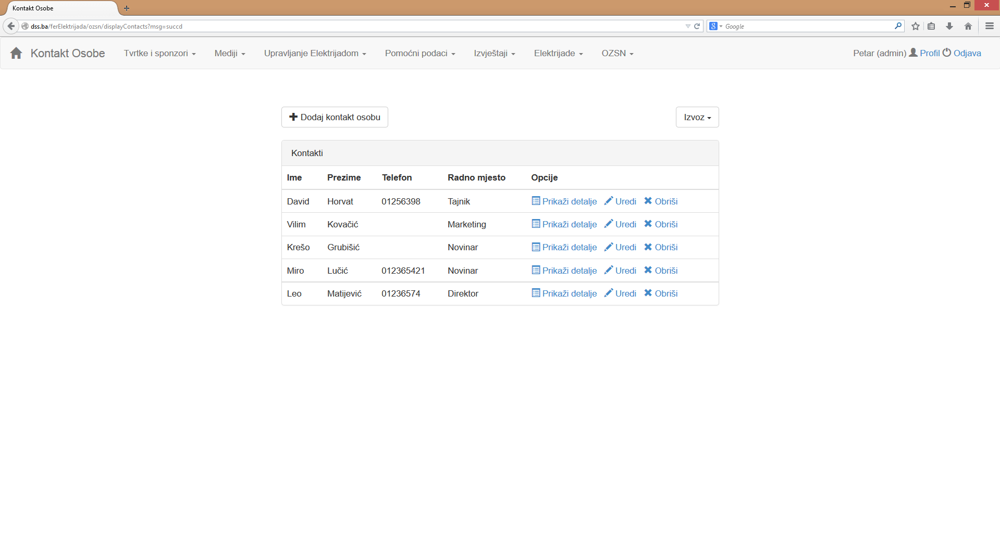 Kontakt Osobe
dss.ba/ferElektrijada/ozsn/displayContacts?msg=succd
Google
Kontakt Osobe Tvrtke i sponzori Mediji Upravljanje Elektrijadom Pomoćni podaci Izvještaji Elektrijade OZSN Petar (admin) Profil Odjava
Dodaj kontakt osobu Izvoz
Kontakti
Ime Prezime Telefon Radno mjesto Opcije
David Horvat 01256398 Tajnik Prikaži detalje Uredi Obriši
Vilim Kovačić Marketing Prikaži detalje Uredi Obriši
Krešo Grubišić Novinar Prikaži detalje Uredi Obriši
Miro Lučić 012365421 Novinar Prikaži detalje Uredi Obriši
Leo Matijević 01236574 Direktor Prikaži detalje Uredi Obriši